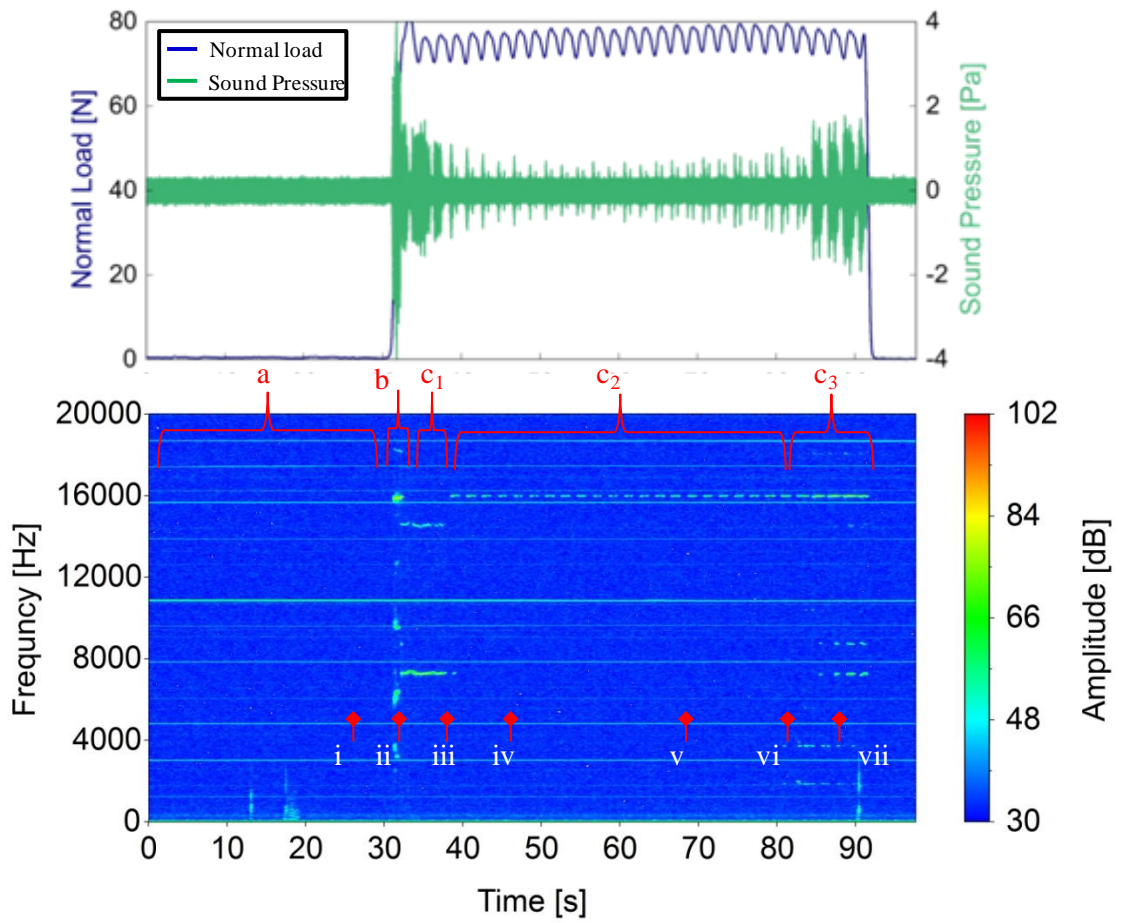 80
60
40
20
0
Normal Load [N]
Normal load
Sound Pressure
4
2
0
-2
-4
Sound Pressure [Pa]
a
b
c₁
c₂
c₃
20000
16000
12000
8000
4000
0
Frequncy [Hz]
i
ii
iii
iv
v
vi
vii
0
10
20
30
40
50
60
70
80
90
Time [s]
102
84
66
48
30
Amplitude [dB]